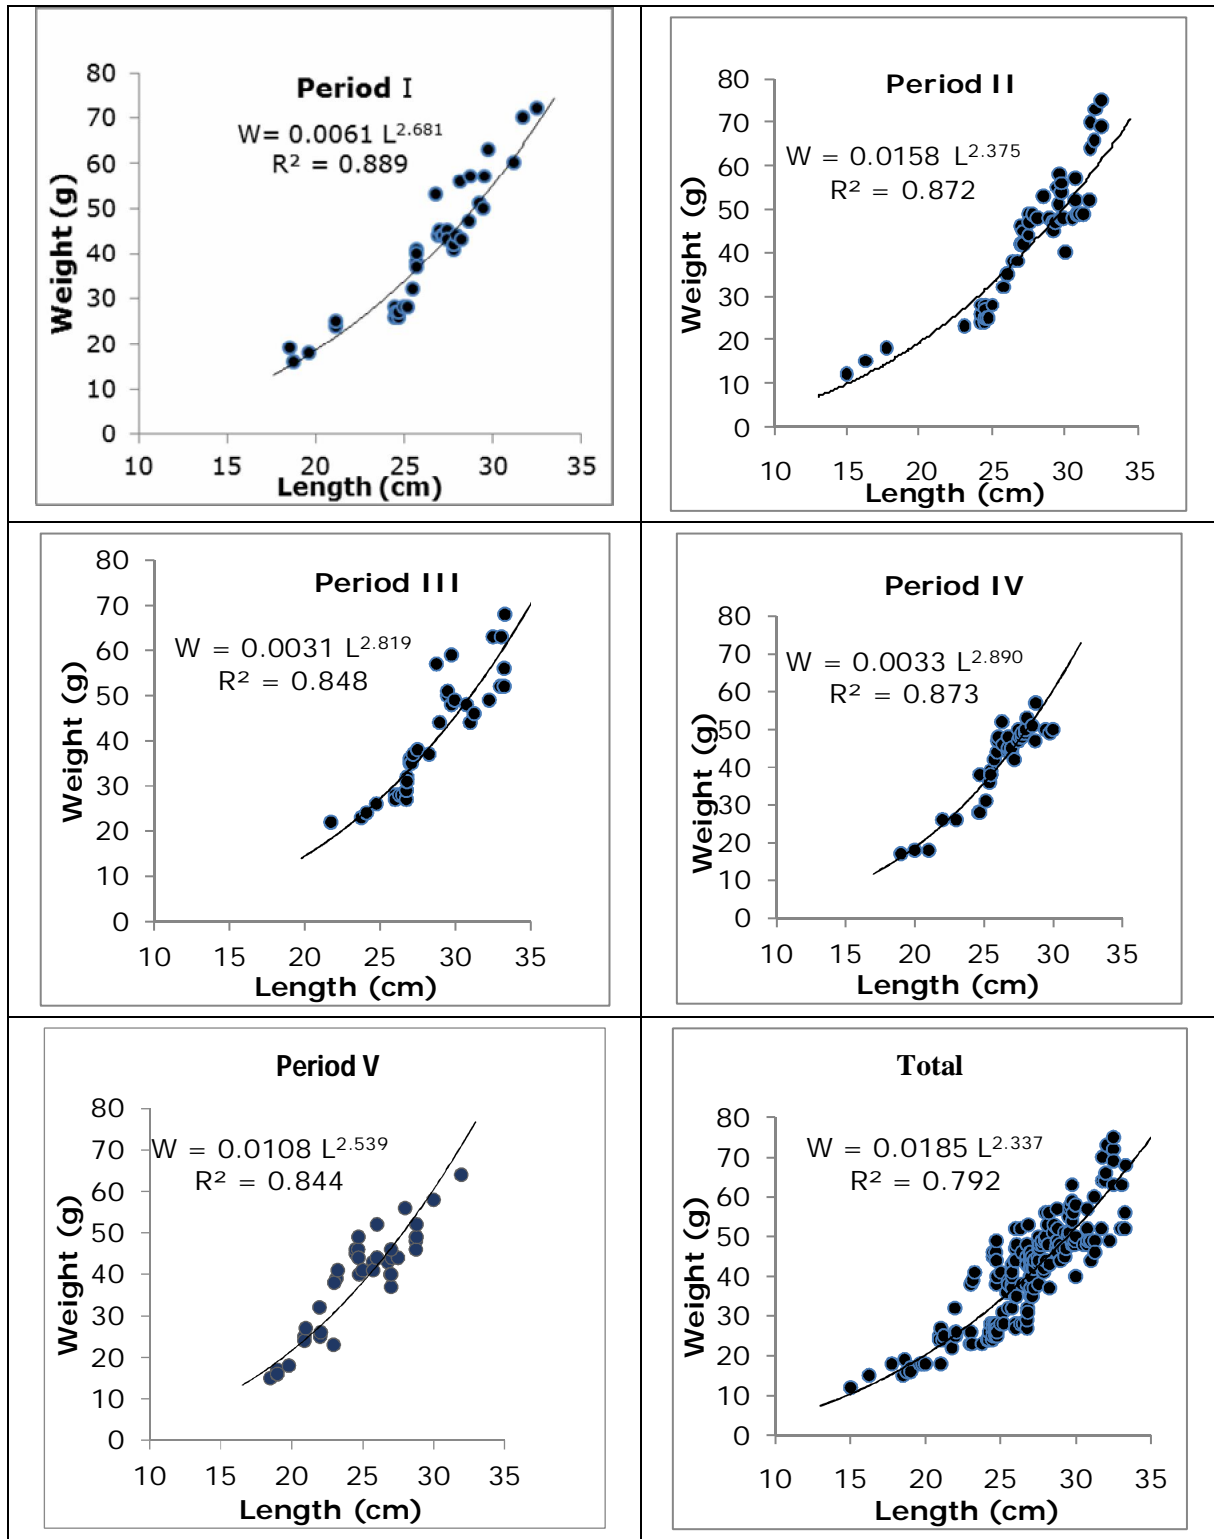 Period I
W= 0.0061 L2.681
R² = 0.889
Weight (g)
80
70
60
50
40
30
20
10
0
10 15 20 25 30 35
Length (cm)
Period II
W = 0.0158 L2.375
R² = 0.872
Weight (g)
80
70
60
50
40
30
20
10
0
10 15 20 25 30 35
Length (cm)
Period III
W = 0.0031 L2.819
R² = 0.848
Weight (g)
80
70
60
50
40
30
20
10
0
10 15 20 25 30 35
Length (cm)
Period IV
W = 0.0033 L2.890
R² = 0.873
Weight (g)
80
70
60
50
40
30
20
10
0
10 15 20 25 30 35
Length (cm)
Period V
W = 0.0108 L2.539
R² = 0.844
Weight (g)
80
70
60
50
40
30
20
10
0
10 15 20 25 30 35
Length (cm)
Total
W = 0.0185 L2.337
R² = 0.792
Weight (g)
80
70
60
50
40
30
20
10
0
10 15 20 25 30 35
Length (cm)